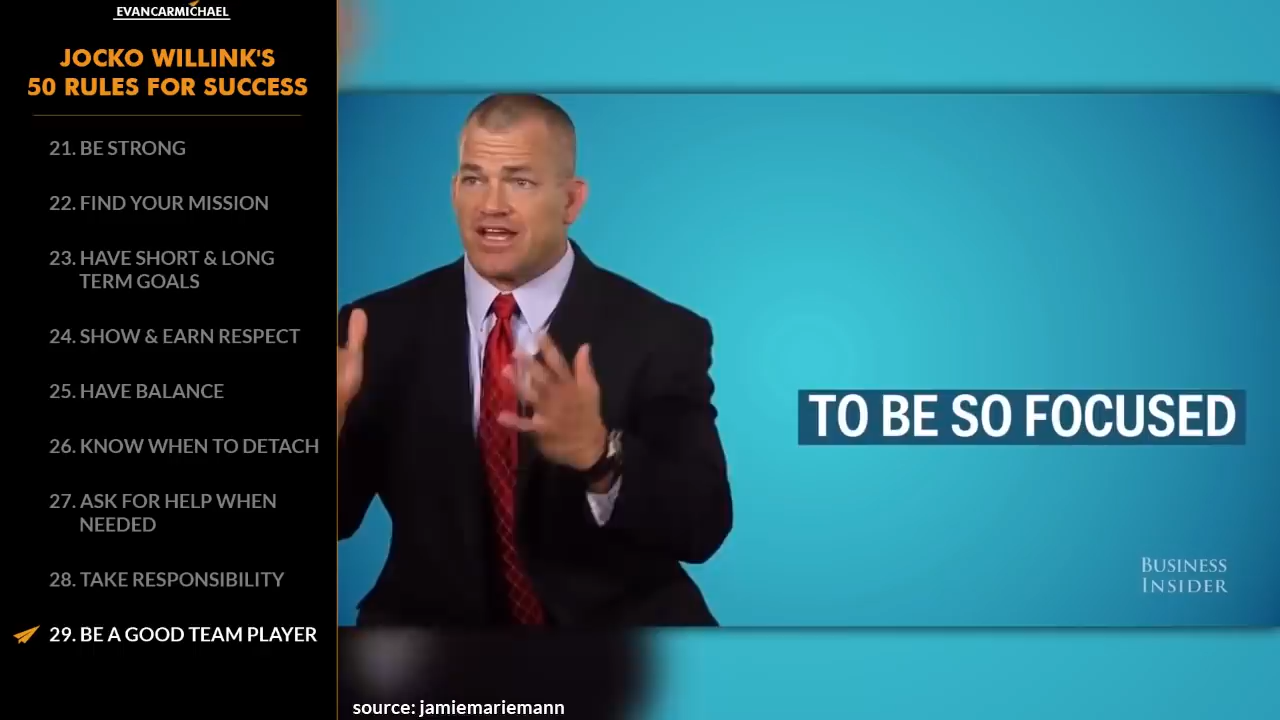 EVANCARMICHAEL
JOCKO WILLINK'S
50 RULES FOR SUCCESS
21. BE STRONG
22. FIND YOUR MISSION
23. HAVE SHORT & LONG
TERM GOALS
24. SHOW & EARN RESPECT
25. HAVE BALANCE
26. KNOW WHEN TO DETACH
27. ASK FOR HELP WHEN
NEEDED
28. TAKE RESPONSIBILITY
29. BE A GOOD TEAM PLAYER
TO BE SO FOCUSED
BUSINESS
INSIDER
source: jamiemariemann